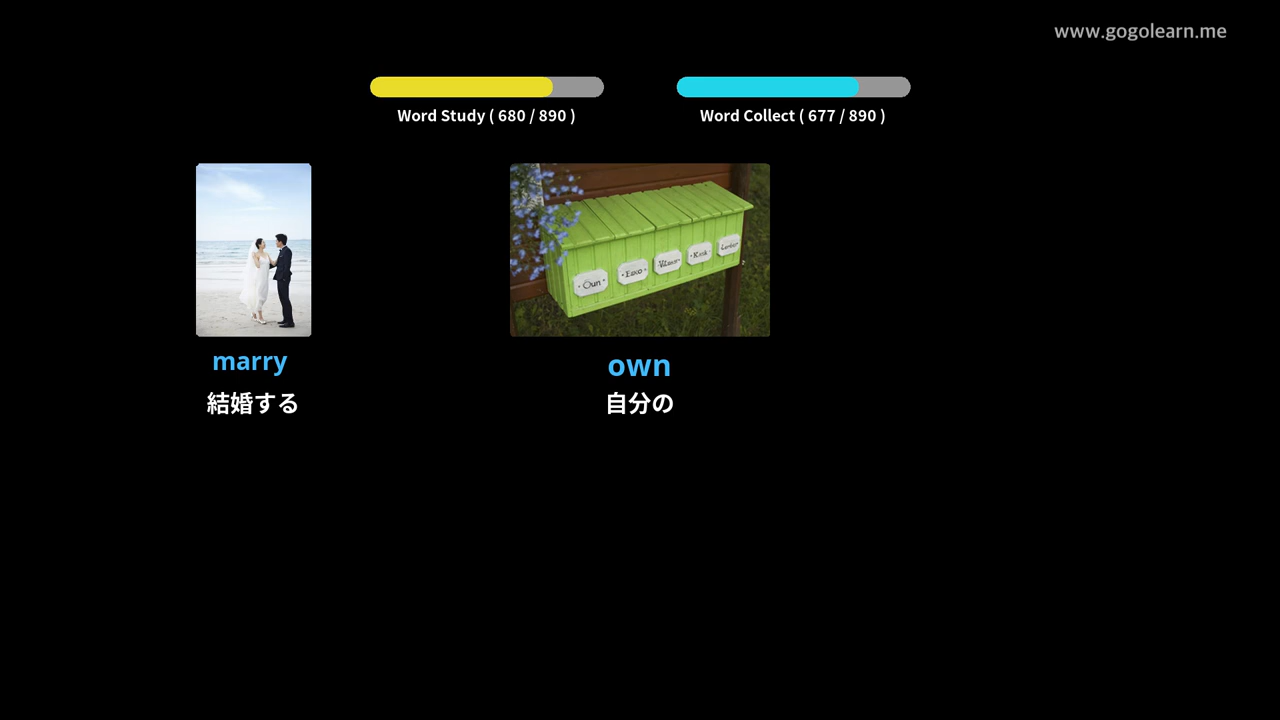 www.gogolearn.me
Word Study ( 680 / 890 )
Word Collect ( 677 / 890 )
Oun
marry
own
結婚する
自分の